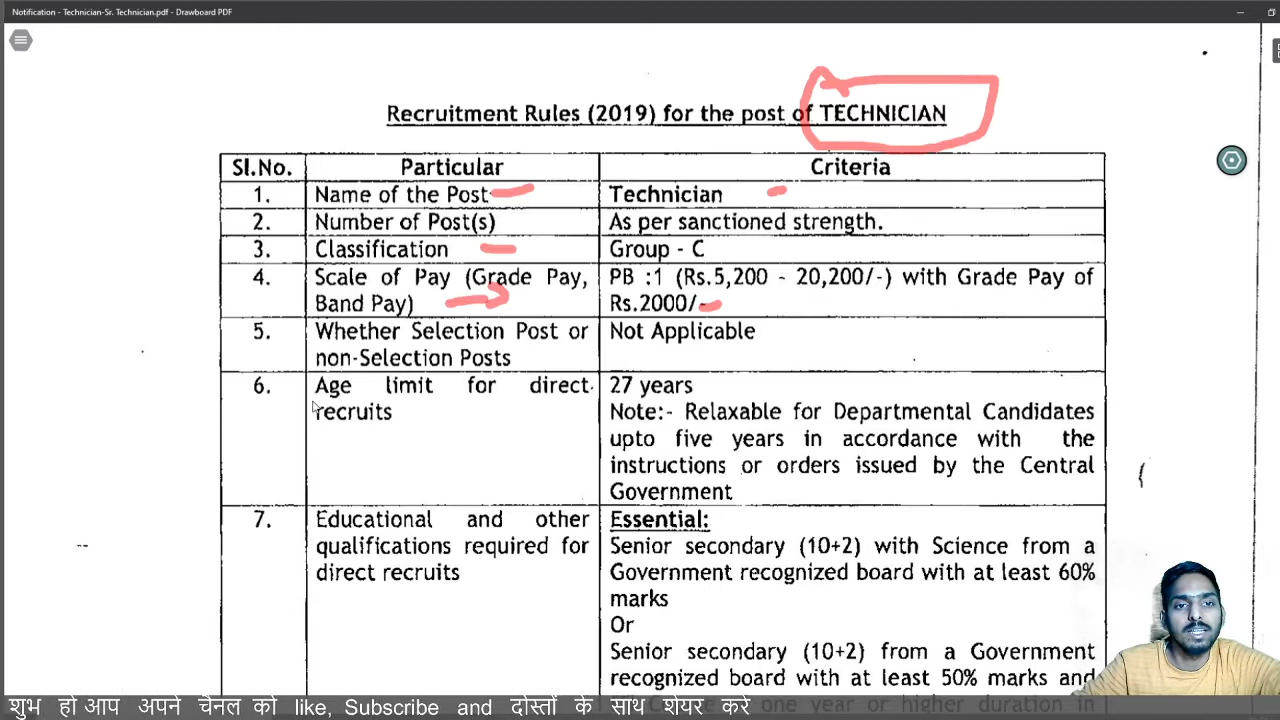 Notification - Technician-Sr. Technician.pdf - Drawboard PDF
Recruitment Rules (2019) for the post of TECHNICIAN
Sl.No. Particular Criteria
1. Name of the Post Technician
2. Number of Post(s) As per sanctioned strength.
3. Classification Group - C
4. Scale of Pay (Grade Pay, PB :1 (Rs.5,200 - 20,200/-) with Grade Pay of
Band Pay) Rs.2000/-
5. Whether Selection Post or Not Applicable
non-Selection Posts
6. Age limit for direct 27 years
recruits Note:- Relaxable for Departmental Candidates
upto five years in accordance with the
instructions or orders issued by the Central
Government
7. Educational and other Essential:
qualifications required for Senior secondary (10+2) with Science from a
direct recruits Government recognized board with at least 60%
marks
Or
Senior secondary (10+2) from a Government
recognized board with at least 50% marks and
one year or higher duration in
शुभ हो आप अपने चैनल को like, Subscribe and दोस्तों के साथ शेयर करें